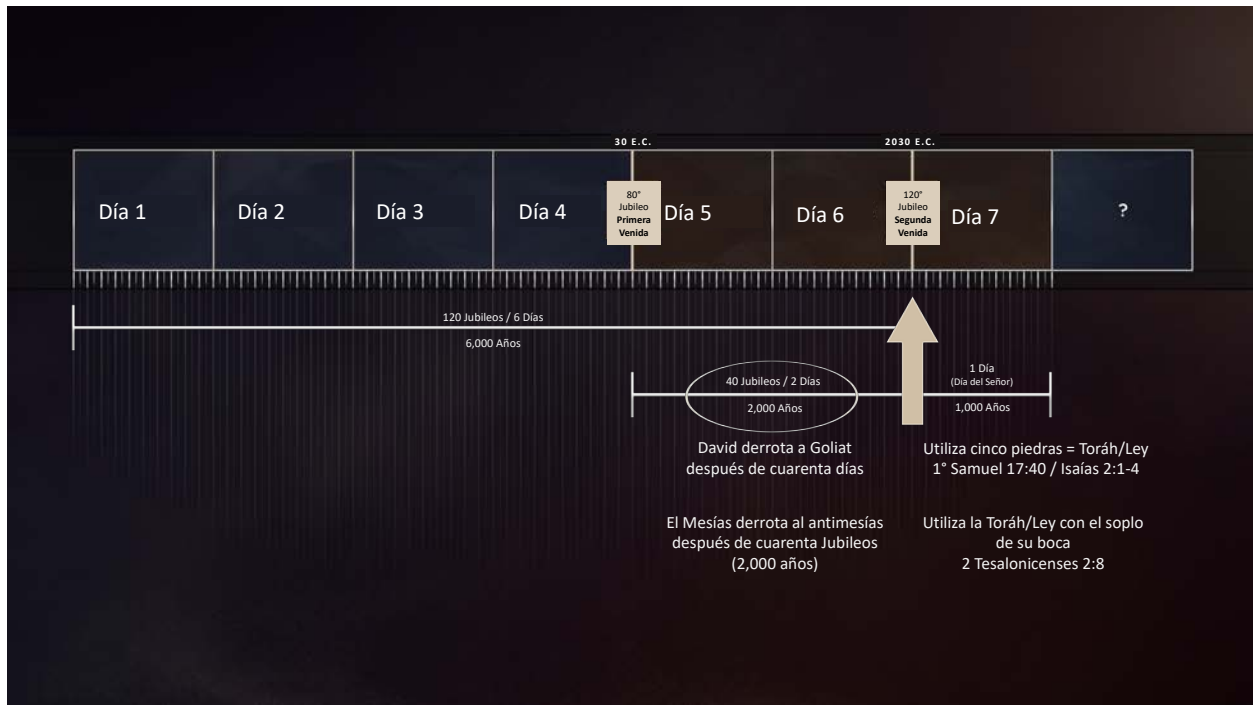 30 E.C.
2030 E.C.
Día 1
Día 2
Día 3
Día 4
80°
Jubileo
Primera
Venida
Día 5
Día 6
120°
Jubileo
Segunda
Venida
Día 7
?
120 Jubileos / 6 Días
6,000 Años
40 Jubileos / 2 Días
2,000 Años
1 Día
(Día del Señor)
1,000 Años
David derrota a Goliat
después de cuarenta días
Utiliza cinco piedras = Toráh/Ley
1° Samuel 17:40 / Isaías 2:1-4
El Mesías derrota al antimesías
después de cuarenta Jubileos
(2,000 años)
Utiliza la Toráh/Ley con el soplo
de su boca
2 Tesalonicenses 2:8